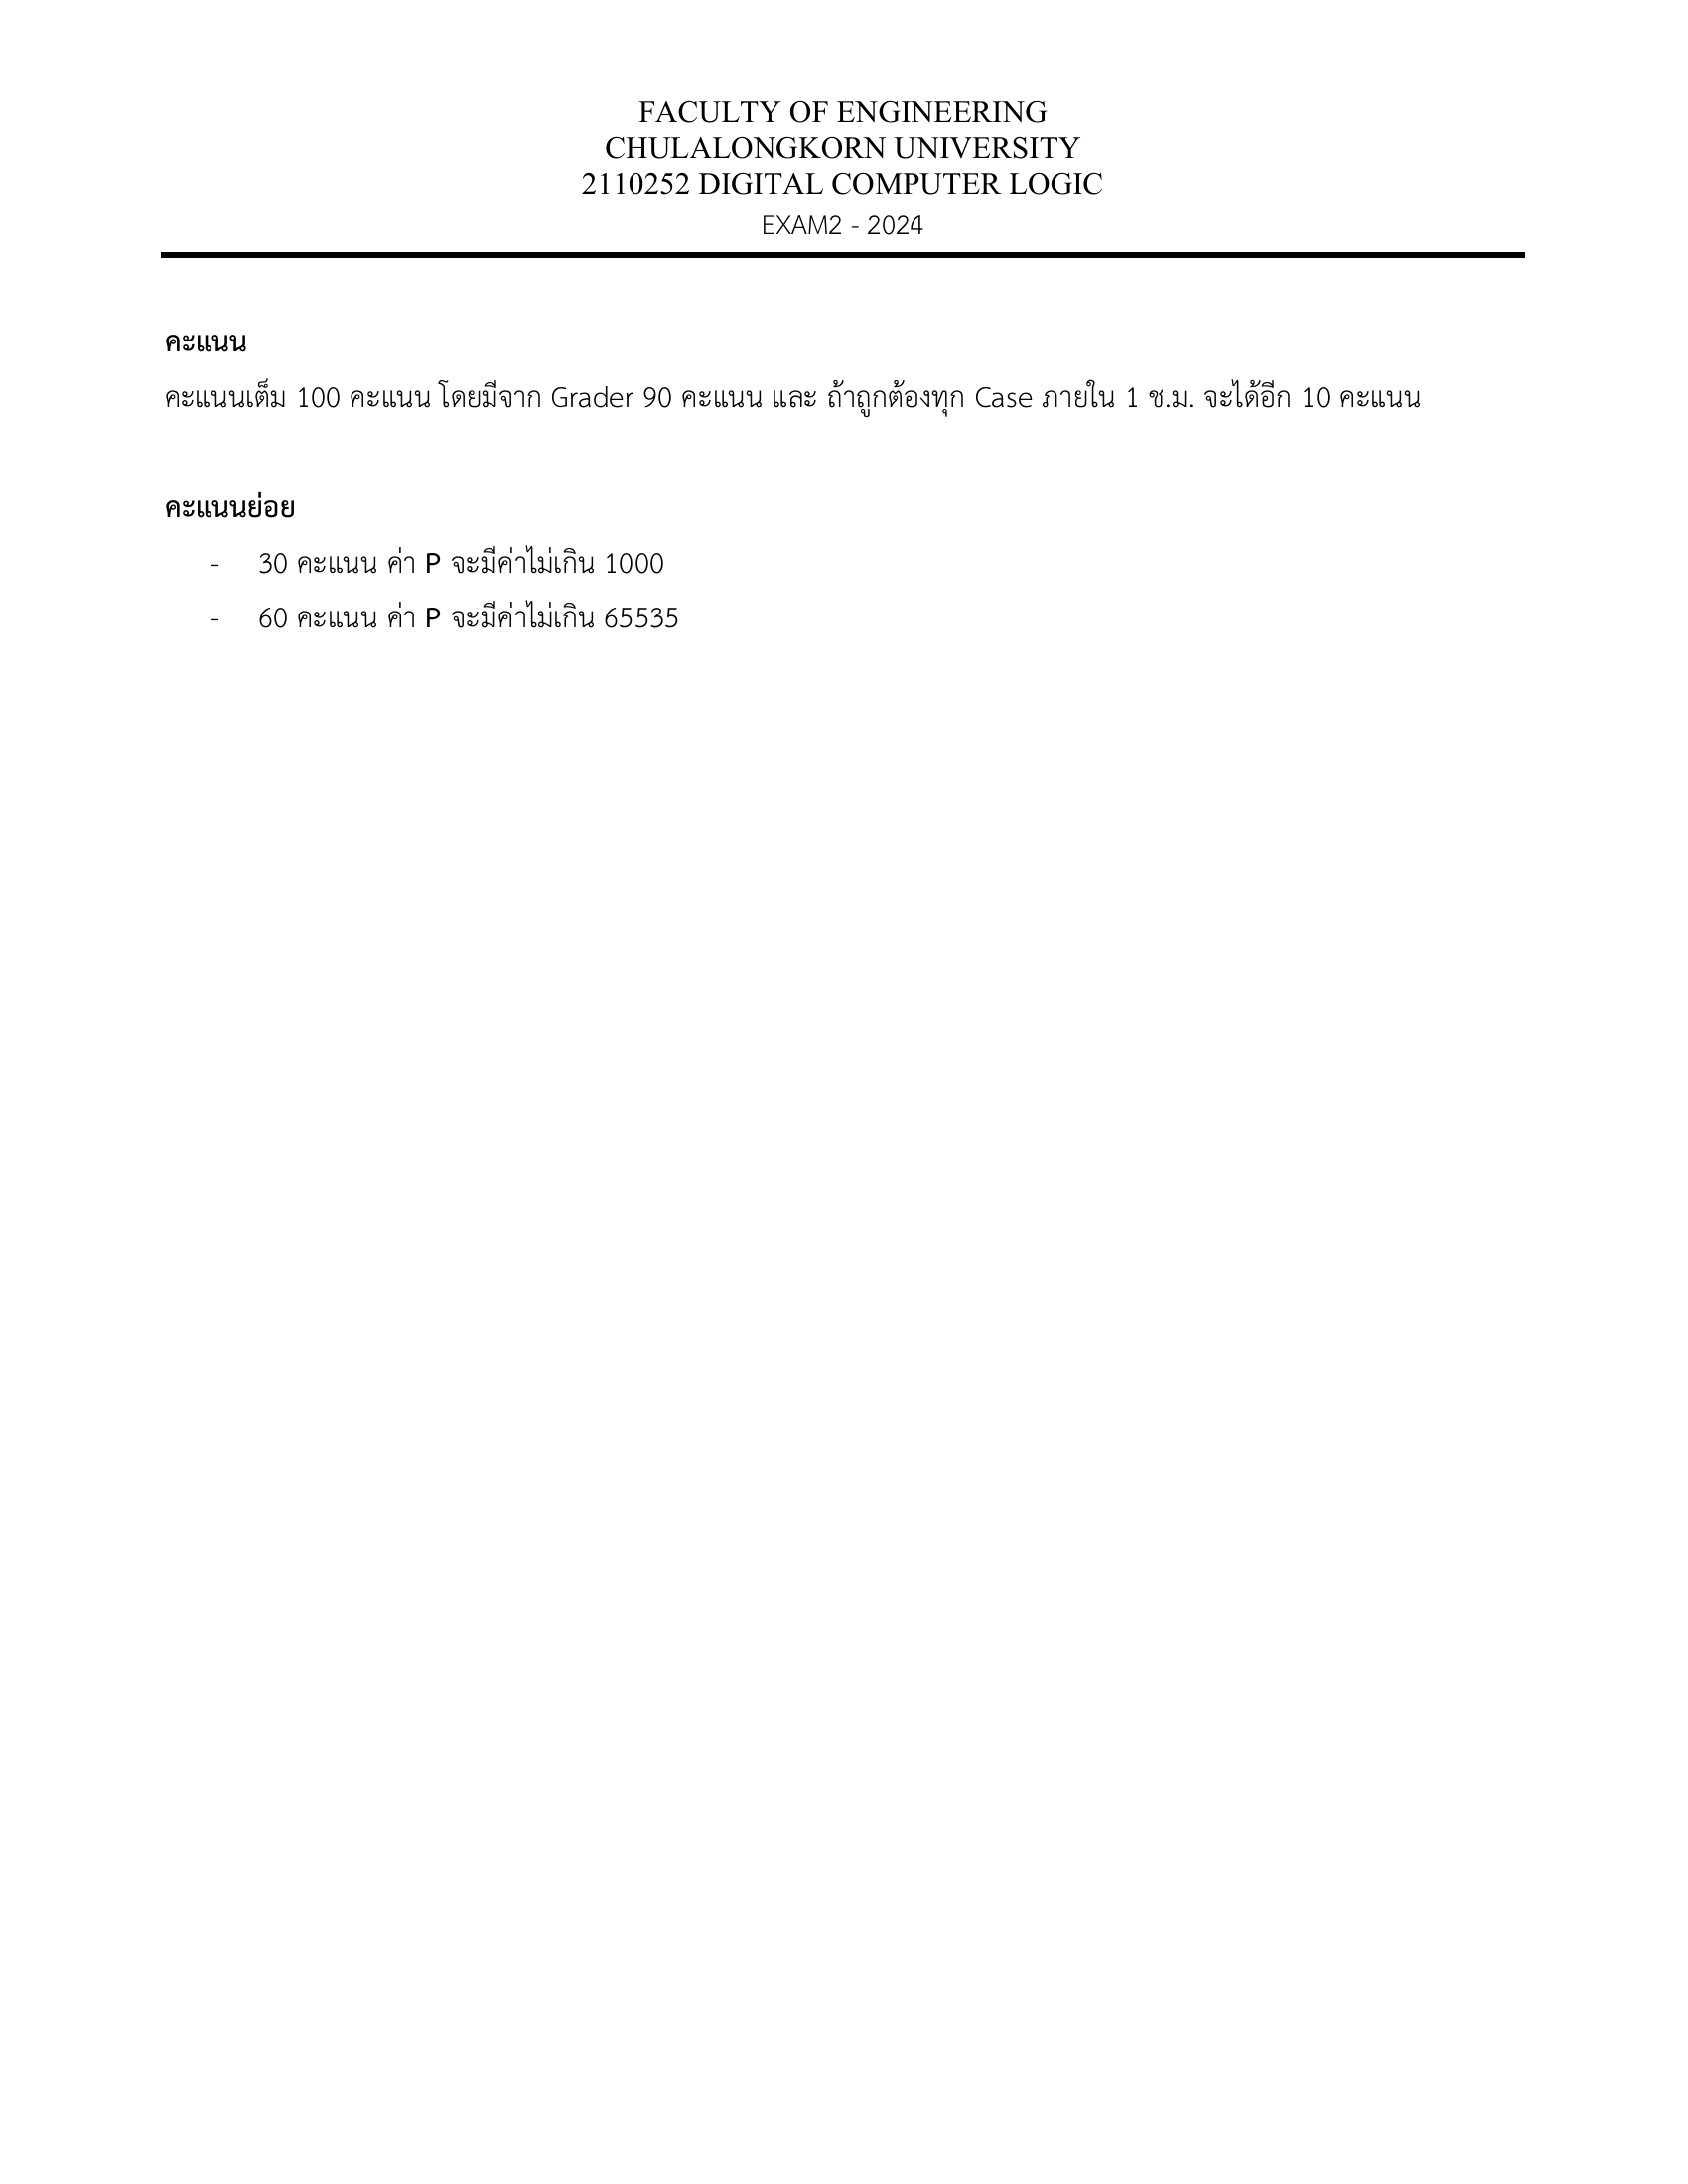 FACULTY OF ENGINEERING
CHULALONGKORN UNIVERSITY
2110252 DIGITAL COMPUTER LOGIC
EXAM2 - 2024
คะแนน
คะแนนเต็ม 100 คะแนน โดยมีจาก Grader 90 คะแนน และ ถ้าถูกต้องทุก Case ภายใน 1 ช.ม. จะได้อีก 10 คะแนน
คะแนนย่อย
- 30 คะแนน ค่า P จะมีค่าไม่เกิน 1000
- 60 คะแนน ค่า P จะมีค่าไม่เกิน 65535